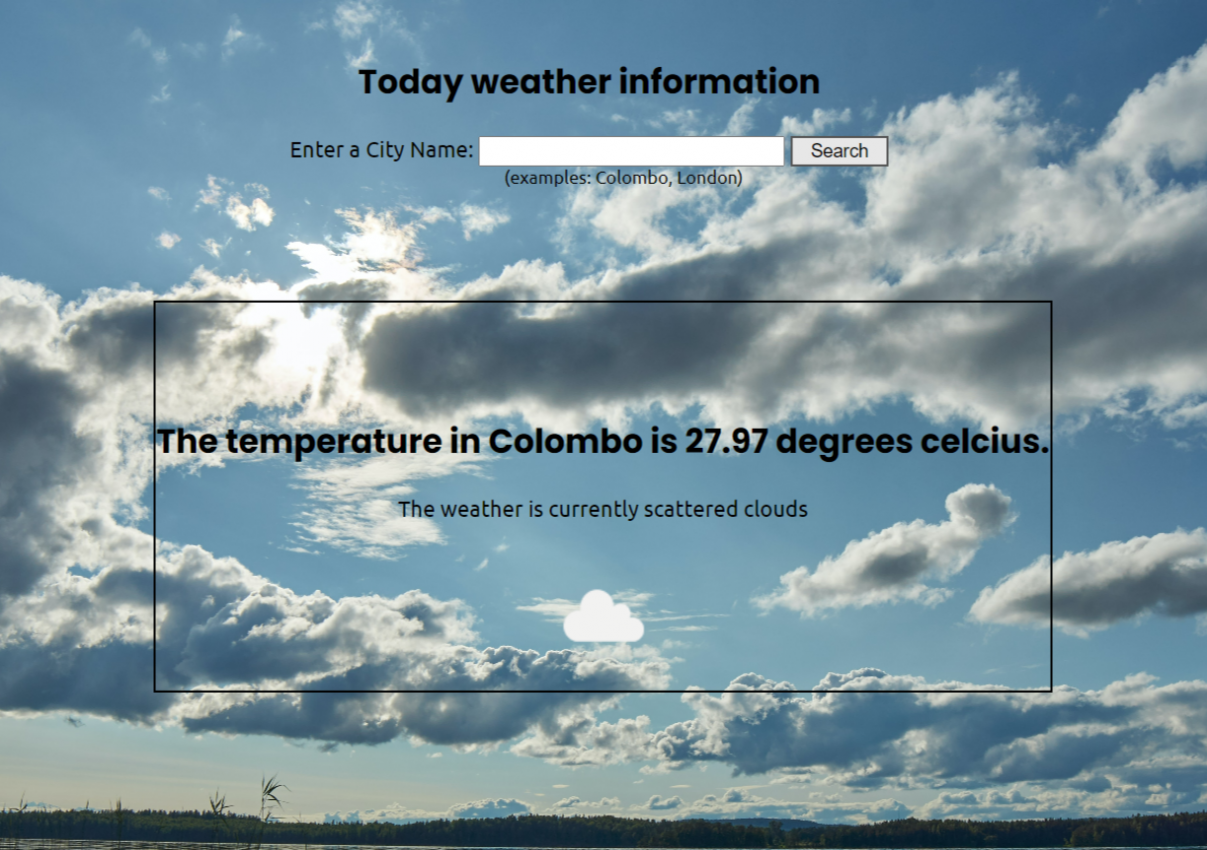 Today weather information
Enter a City Name: Search
(examples: Colombo, London)
The temperature in Colombo is 27.97 degrees celcius.
The weather is currently scattered clouds